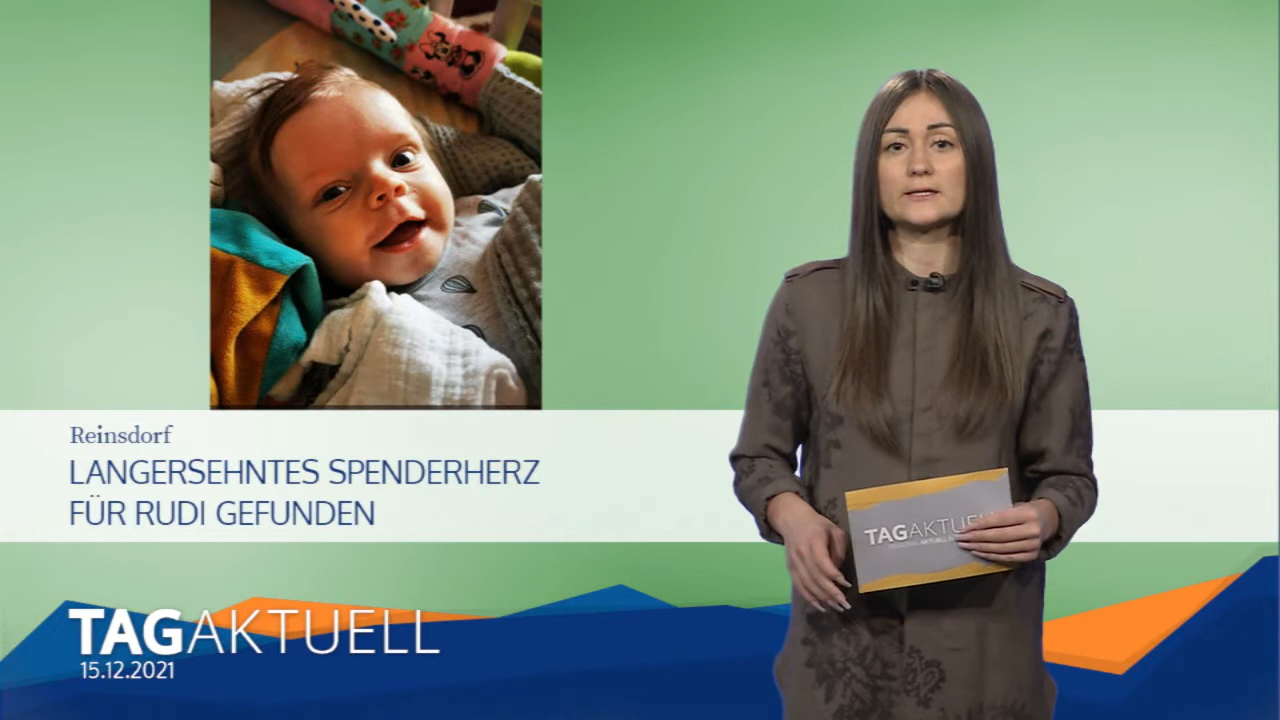 Reinsdorf
LANGERSEHNTES SPENDERHERZ
FÜR RUDI GEFUNDEN
TAGAKTUELL
TAGAKTUELL
15.12.2021